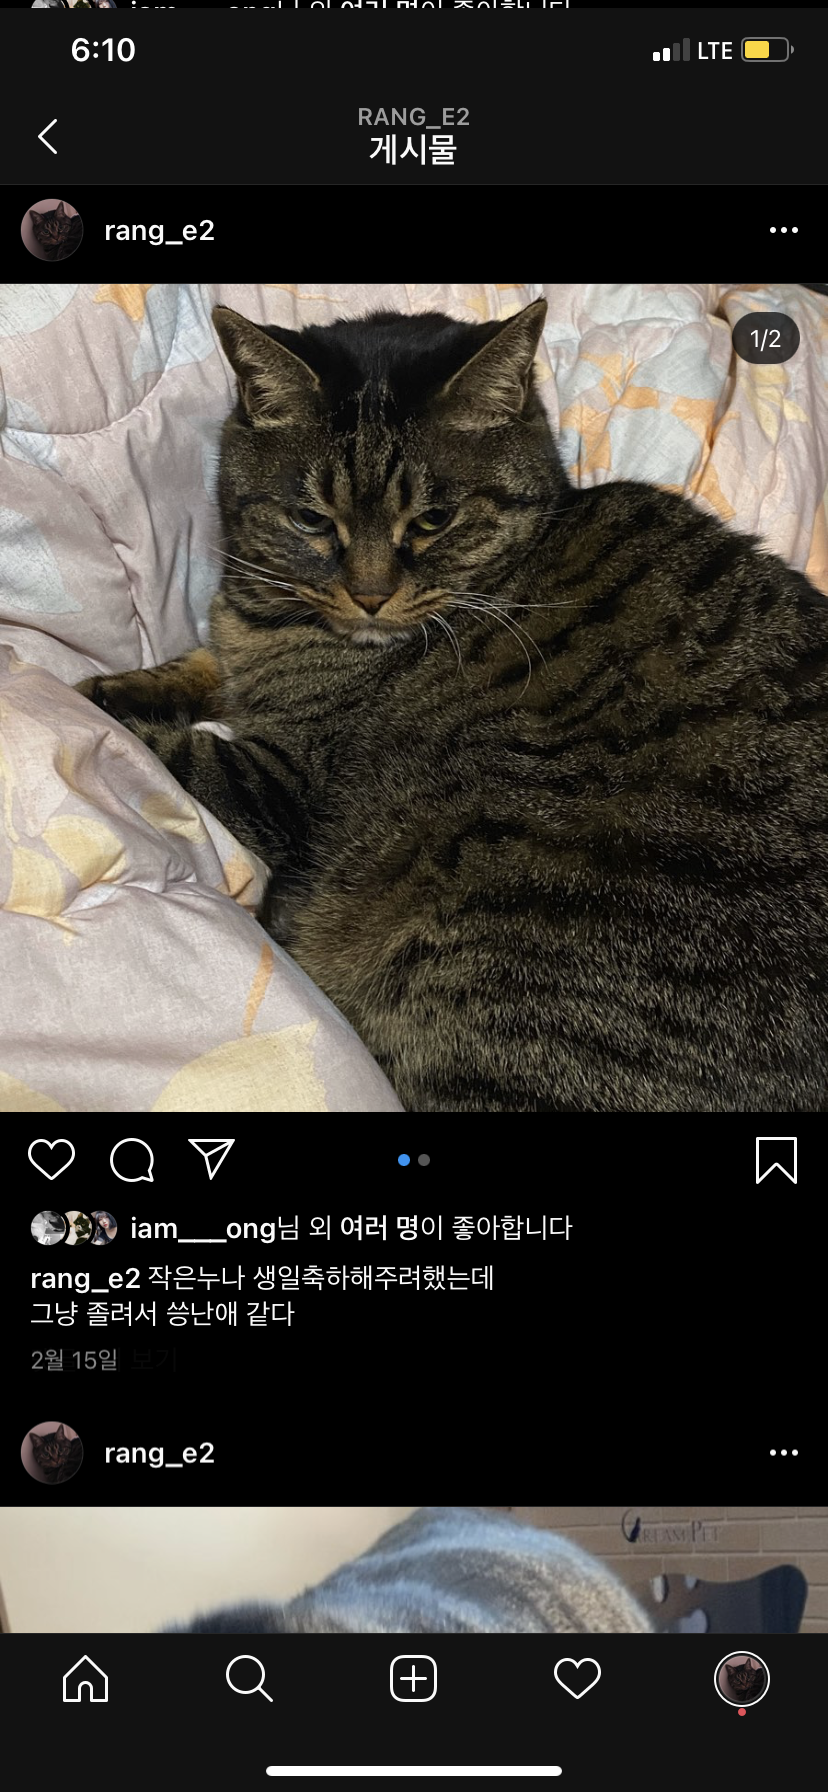 6:10
LTE
RANG_E2
게시물
rang_e2
1/2
iam___ong님 외 여러 명이 좋아합니다
rang_e2 작은누나 생일축하해주려했는데
그냥 졸려서 씅난애 같다
2월 15일 보기
rang_e2
DREAM PET